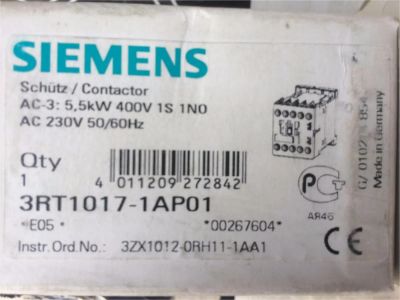 SIEMENS
Schütz / Contactor
AC-3: 5,5kW 400V 1S 1NO
AC 230V 50/60Hz
Qty
1
4 011209 272842
3RT1017-1AP01
*E05 *00267604*
Instr.Ord.No.: 3ZX1012-0RH11-1AA1
AЯ46
CE
Made in Germany